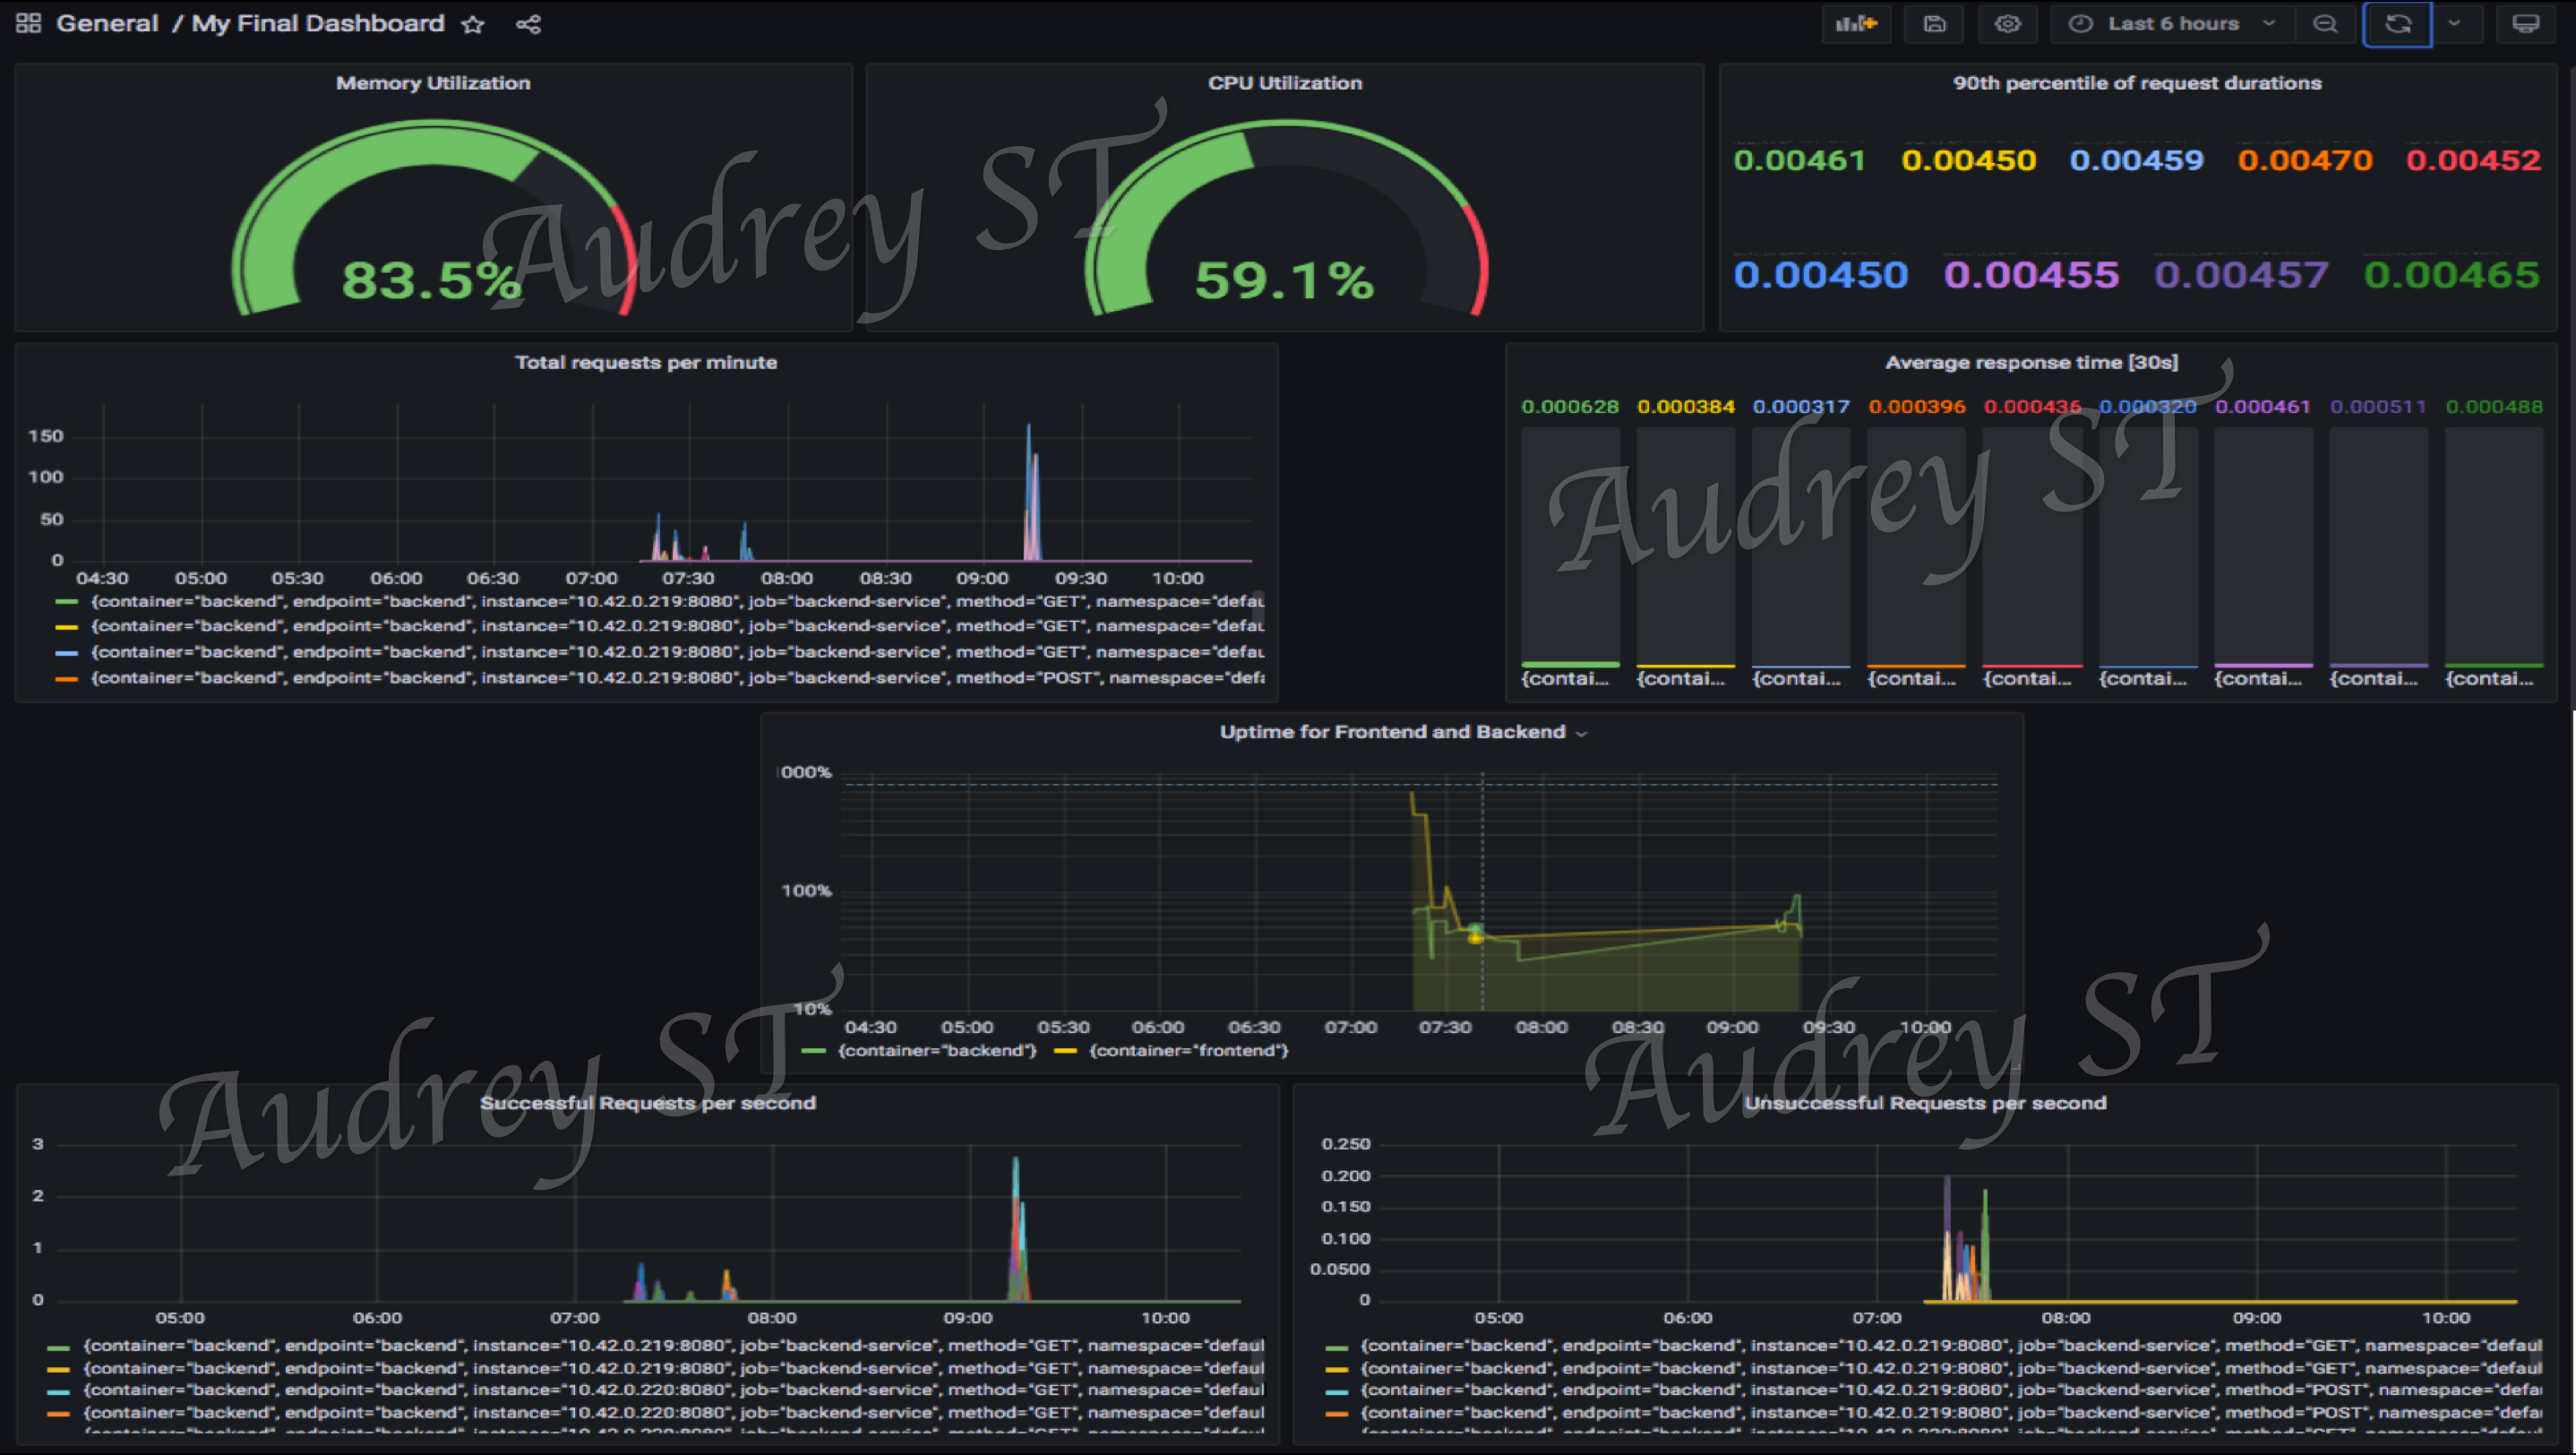 General / My Final Dashboard
Last 6 hours
Memory Utilization
83.5%
CPU Utilization
59.1%
90th percentile of request durations
0.00461 0.00450 0.00459 0.00470 0.00452
0.00450 0.00455 0.00457 0.00465
Total requests per minute
150
100
50
0
04:30 05:00 05:30 06:00 06:30 07:00 07:30 08:00 08:30 09:00 09:30 10:00
{container="backend", endpoint="backend", instance="10.42.0.219:8080", job="backend-service", method="GET", namespace="defau
{container="backend", endpoint="backend", instance="10.42.0.219:8080", job="backend-service", method="GET", namespace="defau
{container="backend", endpoint="backend", instance="10.42.0.219:8080", job="backend-service", method="GET", namespace="defau
{container="backend", endpoint="backend", instance="10.42.0.219:8080", job="backend-service", method="POST", namespace="defa
Average response time [30s]
0.000628 0.000384 0.000317 0.000396 0.000436 0.000320 0.000461 0.000511 0.000488
{contai... {contai... {contai... {contai... {contai... {contai... {contai... {contai... {contai...
Uptime for Frontend and Backend
1000%
100%
10%
04:30 05:00 05:30 06:00 06:30 07:00 07:30 08:00 08:30 09:00 09:30 10:00
{container="backend"} {container="frontend"}
Successful Requests per second
3
2
1
0
05:00 06:00 07:00 08:00 09:00 10:00
{container="backend", endpoint="backend", instance="10.42.0.219:8080", job="backend-service", method="GET", namespace="defaul
{container="backend", endpoint="backend", instance="10.42.0.219:8080", job="backend-service", method="GET", namespace="defaul
{container="backend", endpoint="backend", instance="10.42.0.220:8080", job="backend-service", method="GET", namespace="defaul
{container="backend", endpoint="backend", instance="10.42.0.220:8080", job="backend-service", method="GET", namespace="defaul
Unsuccessful Requests per second
0.250
0.200
0.150
0.100
0.0500
0
05:00 06:00 07:00 08:00 09:00 10:00
{container="backend", endpoint="backend", instance="10.42.0.219:8080", job="backend-service", method="GET", namespace="defaul
{container="backend", endpoint="backend", instance="10.42.0.219:8080", job="backend-service", method="GET", namespace="defaul
{container="backend", endpoint="backend", instance="10.42.0.219:8080", job="backend-service", method="POST", namespace="defa
{container="backend", endpoint="backend", instance="10.42.0.219:8080", job="backend-service", method="POST", namespace="defa
Audrey ST
Audrey ST
Audrey ST
Audrey ST